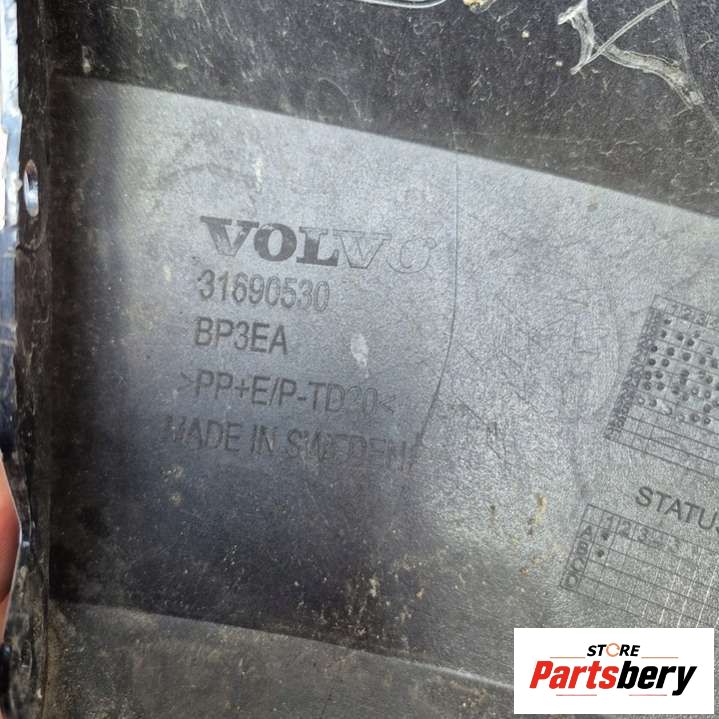 VOLVO
31690530
BP3EA
>PP+E/P-TD20<
MADE IN SWEDEN
STATU
STORE
Partsbery